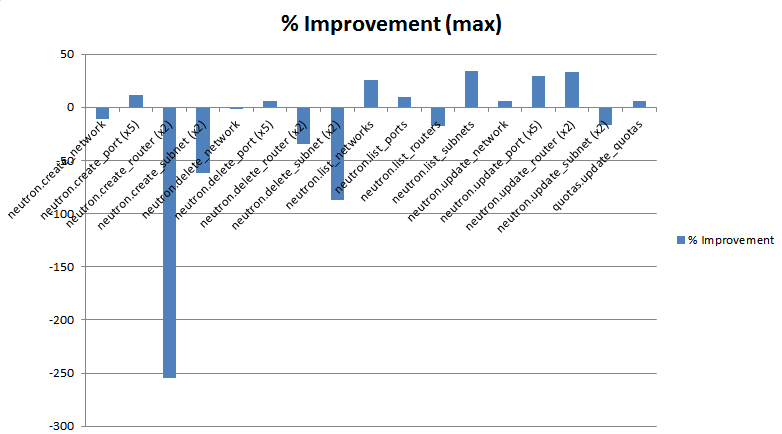 % Improvement (max)
50
0
-50
-100
-150
-200
-250
-300
neutron.create_network
neutron.create_port (x5)
neutron.create_router (x2)
neutron.create_subnet (x2)
neutron.delete_network
neutron.delete_port (x5)
neutron.delete_router (x2)
neutron.delete_subnet (x2)
neutron.list_networks
neutron.list_ports
neutron.list_routers
neutron.list_subnets
neutron.update_network
neutron.update_port (x5)
neutron.update_router (x2)
neutron.update_subnet (x2)
quotas.update_quotas
% Improvement